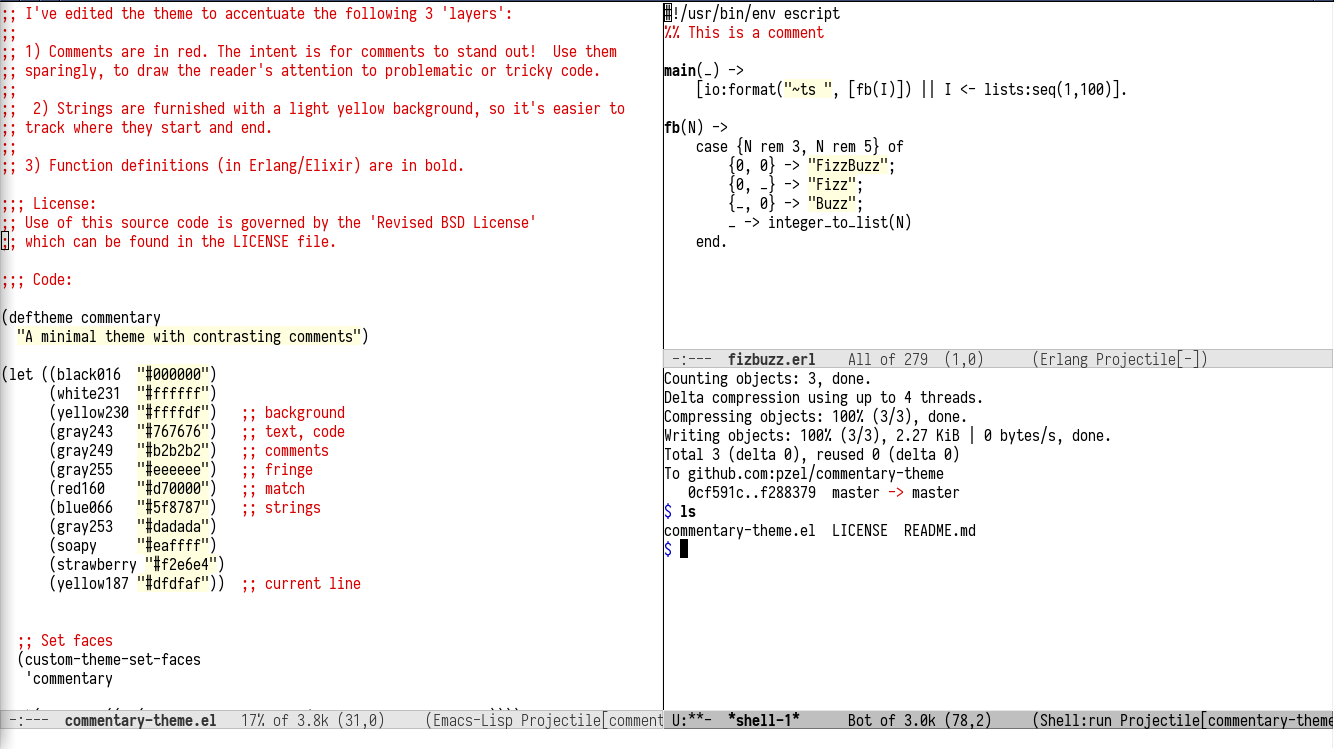 ;; I've edited the theme to accentuate the following 3 'layers':
;;
;; 1) Comments are in red. The intent is for comments to stand out!  Use them
;; sparingly, to draw the reader's attention to problematic or tricky code.
;;
;;  2) Strings are furnished with a light yellow background, so it's easier to
;; track where they start and end.
;;
;; 3) Function definitions (in Erlang/Elixir) are in bold.

;;; License:
;; Use of this source code is governed by the 'Revised BSD License'
;; which can be found in the LICENSE file.

;;; Code:

(deftheme commentary
  "A minimal theme with contrasting comments")

(let ((black016  "#000000")
      (white231  "#ffffff")
      (yellow230 "#ffffdf")   ;; background
      (gray243   "#767676")   ;; text, code
      (gray249   "#b2b2b2")   ;; comments
      (gray255   "#eeeeee")   ;; fringe
      (red160    "#d70000")   ;; match
      (blue066   "#5f8787")   ;; strings
      (gray253   "#dadada")
      (soapy     "#eaffff")
      (strawberry "#f2e6e4")
      (yellow187 "#dfdfaf"))  ;; current line

  ;; Set faces
  (custom-theme-set-faces
   'commentary
-:---  commentary-theme.el   17% of 3.8k (31,0)     (Emacs-Lisp Projectile[comment
#!/usr/bin/env escript
%% This is a comment

main(_) ->
    [io:format("~ts ", [fb(I)]) || I <- lists:seq(1,100)].

fb(N) ->
    case {N rem 3, N rem 5} of
        {0, 0} -> "FizzBuzz";
        {0, _} -> "Fizz";
        {_, 0} -> "Buzz";
        _ -> integer_to_list(N)
    end.
-:---  fizbuzz.erl    All of 279  (1,0)      (Erlang Projectile[-])
Counting objects: 3, done.
Delta compression using up to 4 threads.
Compressing objects: 100% (3/3), done.
Writing objects: 100% (3/3), 2.27 KiB | 0 bytes/s, done.
Total 3 (delta 0), reused 0 (delta 0)
To github.com:pzel/commentary-theme
   0cf591c..f288379  master -> master
$ ls
commentary-theme.el  LICENSE  README.md
$
U:**-  *shell-1*      Bot of 3.0k (78,2)     (Shell:run Projectile[commentary-theme